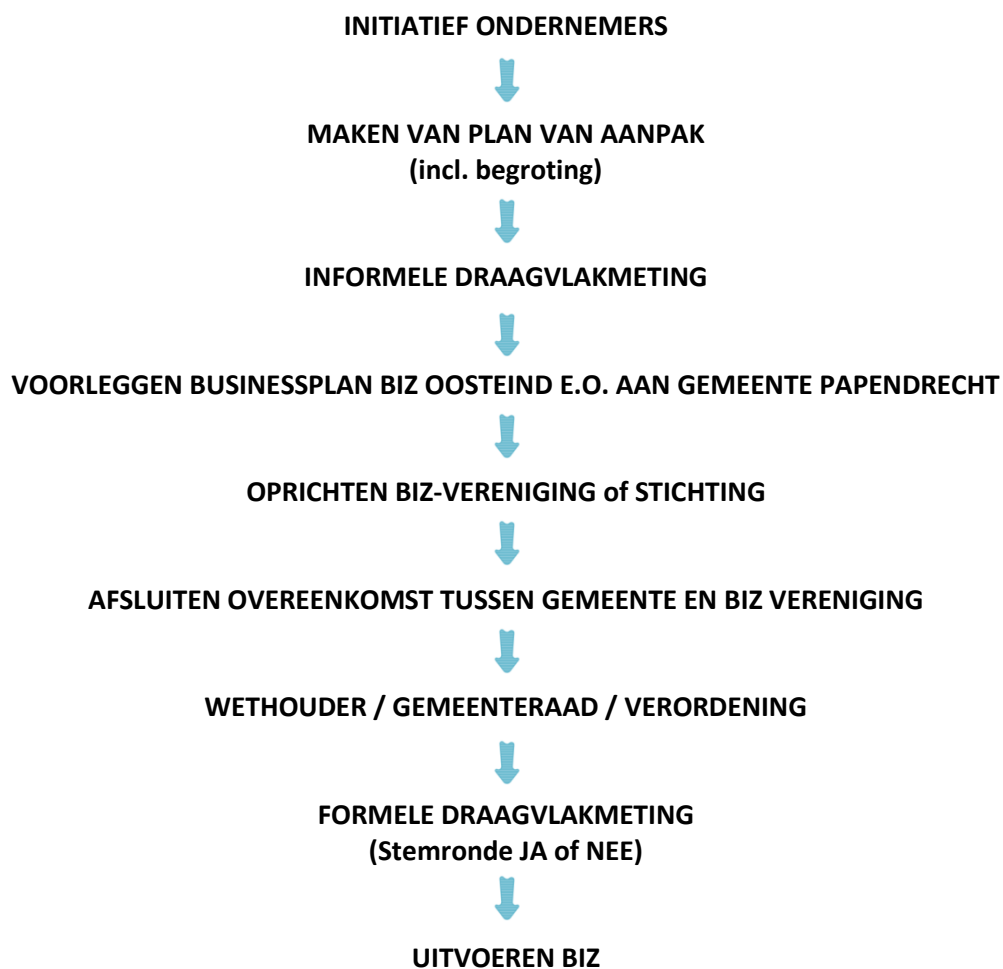 INITIATIEF ONDERNEMERS
MAKEN VAN PLAN VAN AANPAK
(incl. begroting)
INFORMELE DRAAGVLAKMETING
VOORLEGGEN BUSINESSPLAN BIZ OOSTEIND E.O. AAN GEMEENTE PAPENDRECHT
OPRICHTEN BIZ-VERENIGING of STICHTING
AFSLUITEN OVEREENKOMST TUSSEN GEMEENTE EN BIZ VERENIGING
WETHOUDER / GEMEENTERAAD / VERORDENING
FORMELE DRAAGVLAKMETING
(Stemronde JA of NEE)
UITVOEREN BIZ